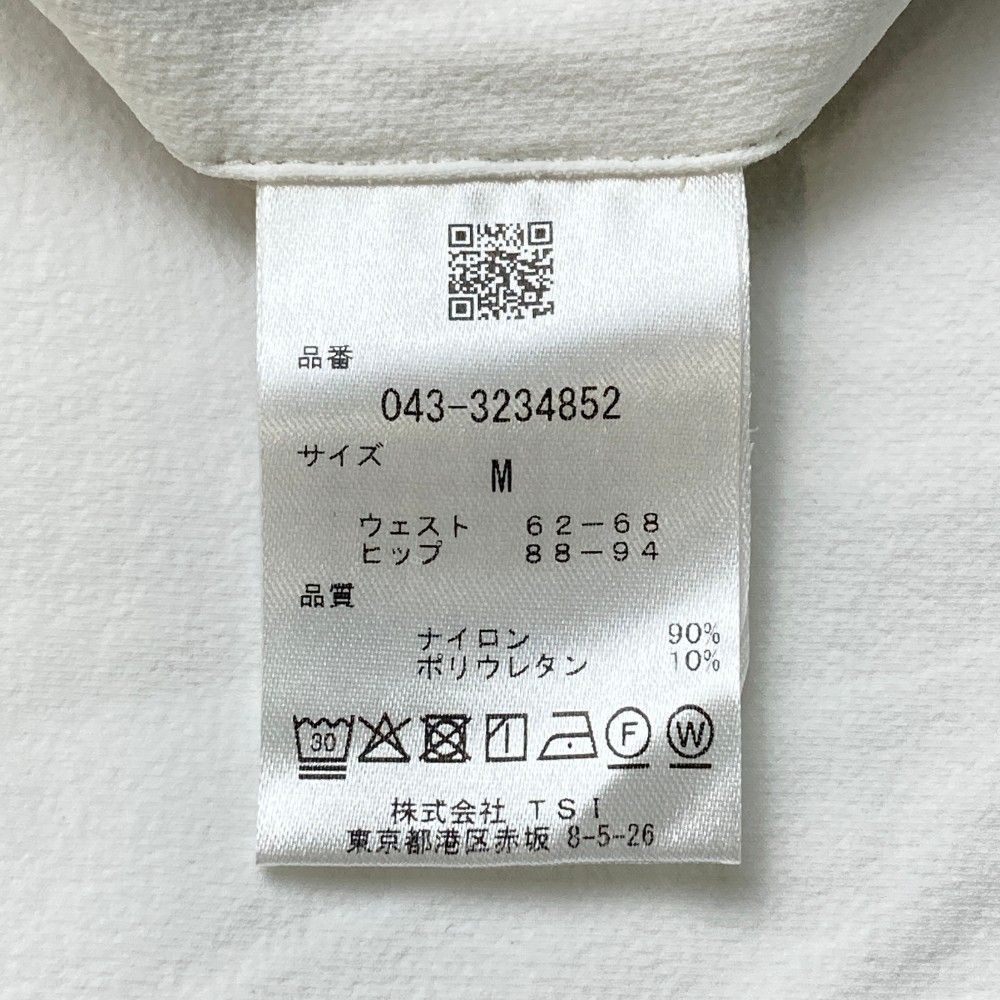 品番
043-3234852
サイズ
M
ウェスト 62-68
ヒップ 88-94
品質
ナイロン 90%
ポリウレタン 10%
30 F W
株式会社 TSI
東京都港区赤坂 8-5-26